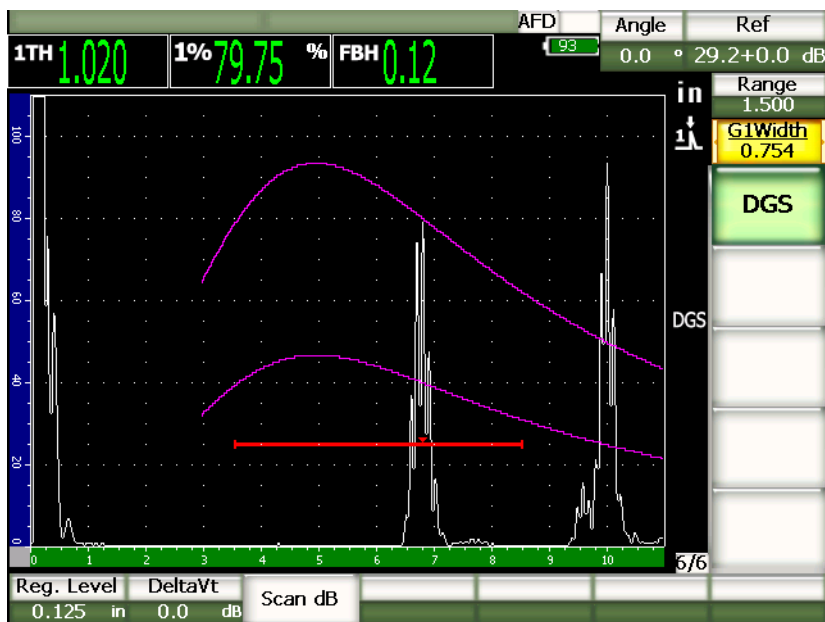 AFD
93
Angle
0.0 °
Ref
29.2+0.0 dB
1TH 1.020
1% 79.75 %
FBH 0.12
in
1
Range
1.500
G1Width
0.754
DGS
DGS
100
80
60
40
20
0
0 1 2 3 4 5 6 7 8 9 10
6/6
Reg. Level
0.125 in
DeltaVt
0.0 dB
Scan dB